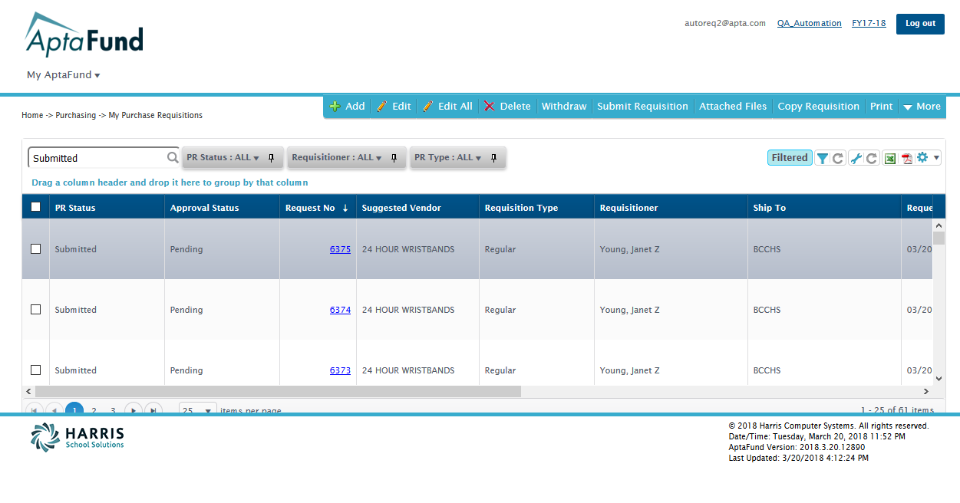 autoreq2@apta.com QA_Automation FY17-18 Log out
AptaFund
My AptaFund
Home -> Purchasing -> My Purchase Requisitions
Add Edit Edit All Delete Withdraw Submit Requisition Attached Files Copy Requisition Print More
Submitted PR Status : ALL Requisitioner : ALL PR Type : ALL Filtered
Drag a column header and drop it here to group by that column
PR Status Approval Status Request No ↓ Suggested Vendor Requisition Type Requisitioner Ship To Reque
Submitted Pending 6375 24 HOUR WRISTBANDS Regular Young, Janet Z BCCHS 03/20
Submitted Pending 6374 24 HOUR WRISTBANDS Regular Young, Janet Z BCCHS 03/20
Submitted Pending 6373 24 HOUR WRISTBANDS Regular Young, Janet Z BCCHS 03/20
1 2 3 25 items per page 1 - 25 of 61 items
HARRIS
School Solutions
© 2018 Harris Computer Systems. All rights reserved.
Date/Time: Tuesday, March 20, 2018 11:52 PM
AptaFund Version: 2018.3.20.12890
Last Updated: 3/20/2018 4:12:24 PM